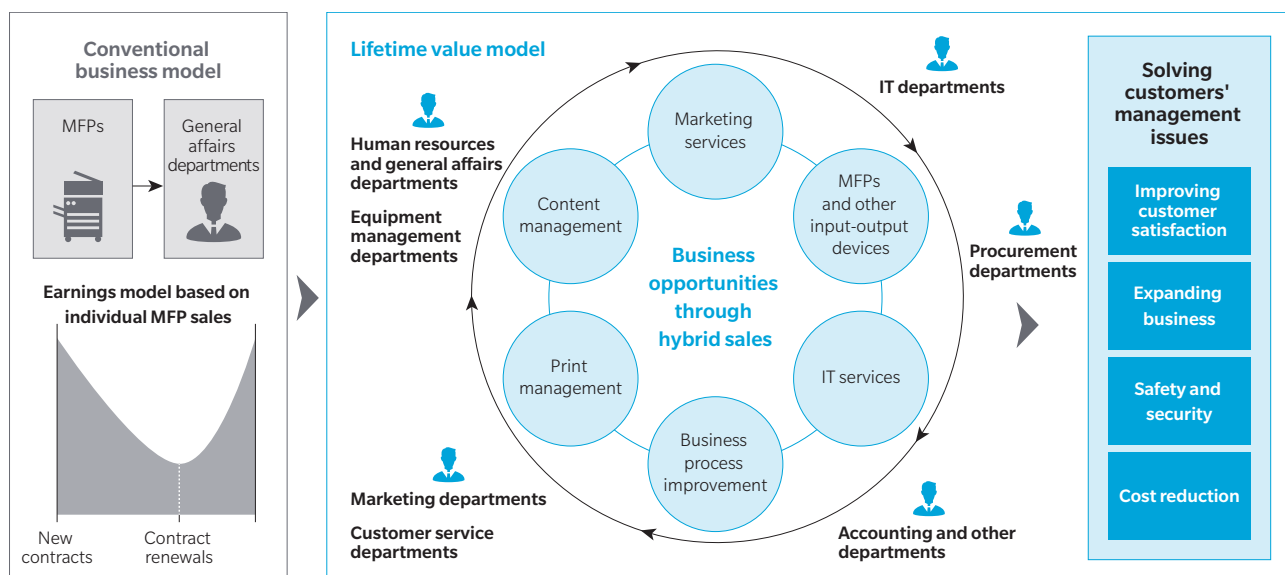 Conventional
business model
MFPs
General
affairs
departments
Earnings model based on
individual MFP sales
New
contracts
Contract
renewals
Lifetime value model
Human resources
and general affairs
departments
Equipment
management
departments
IT departments
Procurement
departments
Accounting and other
departments
Marketing departments
Customer service
departments
Marketing
services
MFPs
and other
input-output
devices
IT services
Business
process
improvement
Print
management
Content
management
Business
opportunities
through
hybrid sales
Solving
customers'
management
issues
Improving
customer
satisfaction
Expanding
business
Safety and
security
Cost reduction